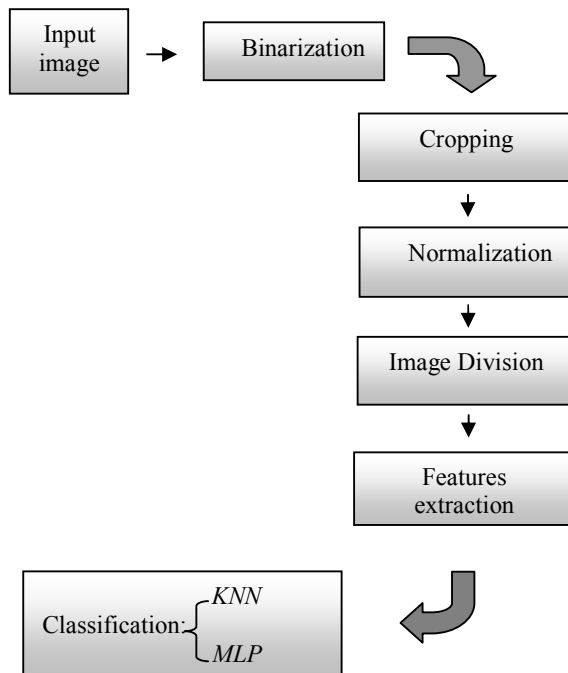 Input
image
Binarization
Cropping
Normalization
Image Division
Features
extraction
Classification:
KNN
MLP